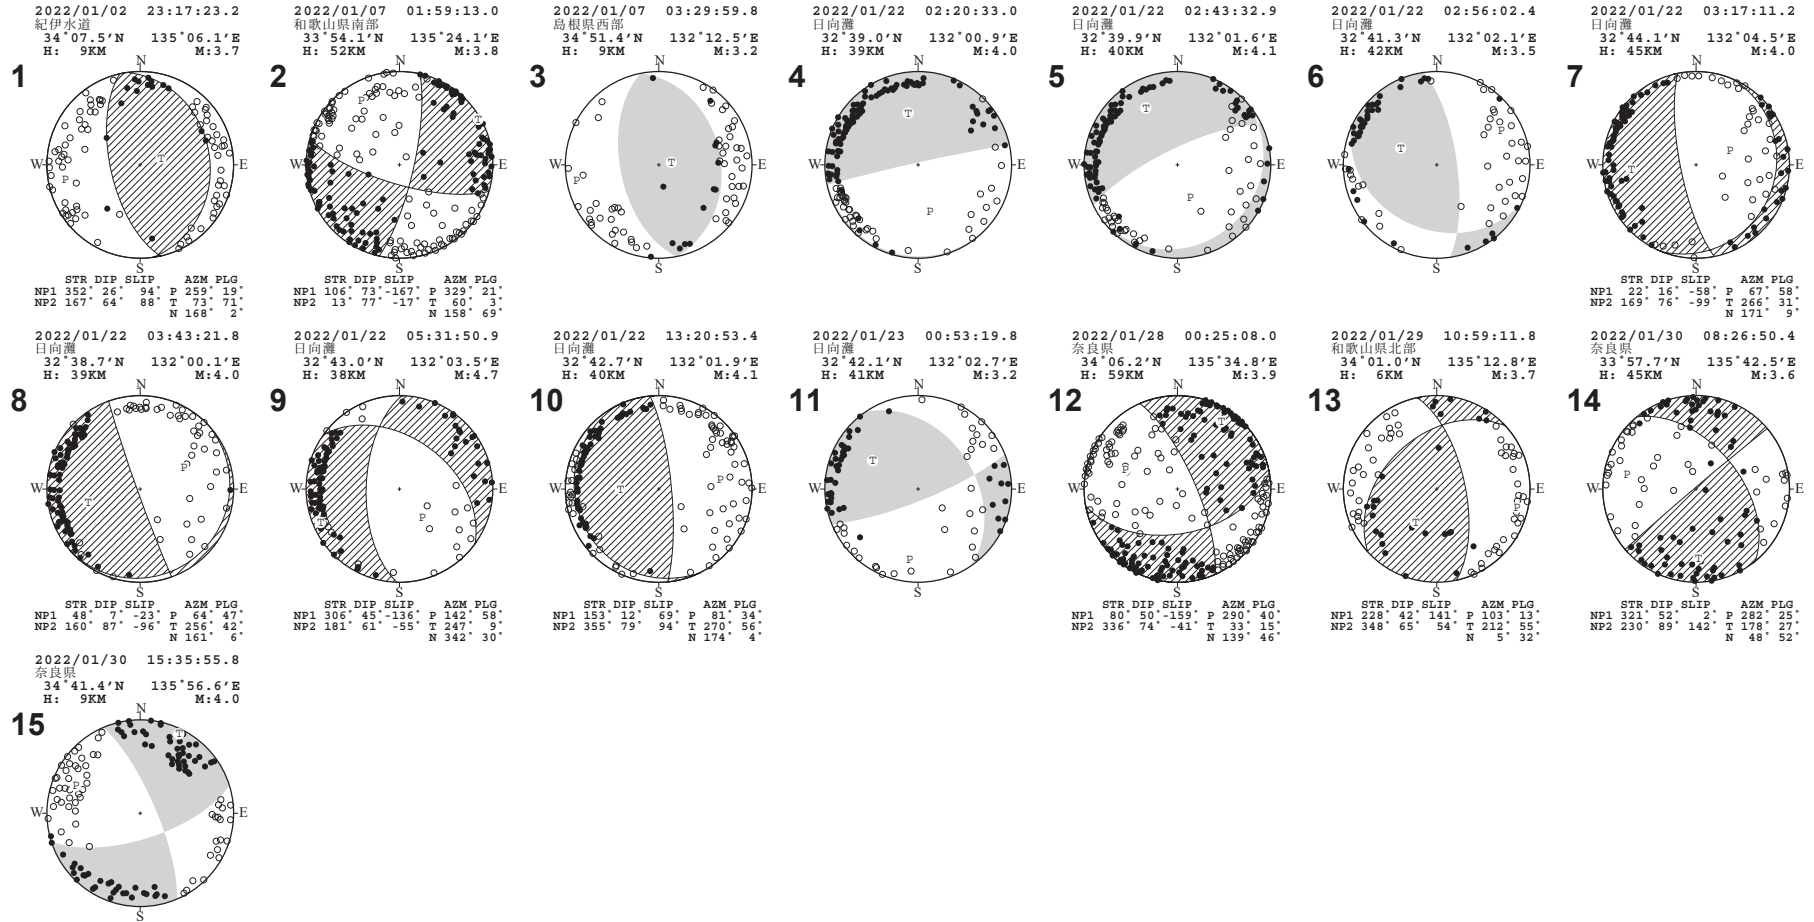 2022/01/02 23:17:23.2
紀伊水道
34°07.5'N 135°06.1'E
H: 9KM M:3.7
1
N
W
P
T
E
S
STR DIP SLIP AZM PLG
NP1 352° 26° 94° P 259° 19°
NP2 167° 64° 88° T 73° 71°
N 168° 2°
2022/01/07 01:59:13.0
和歌山県南部
33°54.1'N 135°24.1'E
H: 52KM M:3.8
2
N
P
T
W
E
S
STR DIP SLIP AZM PLG
NP1 106° 73°-167° P 329° 21°
NP2 13° 77° -17° T 60° 3°
N 158° 69°
2022/01/07 03:29:59.8
島根県西部
34°51.4'N 132°12.5'E
H: 9KM M:3.2
3
N
T
W
E
P
S
2022/01/22 02:20:33.0
日向灘
32°39.0'N 132°00.9'E
H: 39KM M:4.0
4
N
T
W
E
P
S
2022/01/22 02:43:32.9
日向灘
32°39.9'N 132°01.6'E
H: 40KM M:4.1
5
N
T
W
E
P
S
2022/01/22 02:56:02.4
日向灘
32°41.3'N 132°02.1'E
H: 42KM M:3.5
6
N
P
T
W
E
S
2022/01/22 03:17:11.2
日向灘
32°44.1'N 132°04.5'E
H: 45KM M:4.0
7
N
P
W
T
E
S
STR DIP SLIP AZM PLG
NP1 22° 16° -58° P 67° 58°
NP2 169° 76° -99° T 266° 31°
N 171° 9°
2022/01/22 03:43:21.8
日向灘
32°38.7'N 132°00.1'E
H: 39KM M:4.0
8
N
P
W
T
E
S
STR DIP SLIP AZM PLG
NP1 48° 7° -23° P 64° 47°
NP2 160° 87° -96° T 256° 42°
N 161° 6°
2022/01/22 05:31:50.9
日向灘
32°43.0'N 132°03.5'E
H: 38KM M:4.7
9
N
W
E
T
P
S
STR DIP SLIP AZM PLG
NP1 306° 45°-136° P 142° 58°
NP2 181° 61° -55° T 247° 9°
N 342° 30°
2022/01/22 13:20:53.4
日向灘
32°42.7'N 132°01.9'E
H: 40KM M:4.1
10
N
P
W
T
E
S
STR DIP SLIP AZM PLG
NP1 153° 12° 69° P 81° 34°
NP2 355° 79° 94° T 270° 56°
N 174° 4°
2022/01/23 00:53:19.8
日向灘
32°42.1'N 132°02.7'E
H: 41KM M:3.2
11
N
T
W
E
P
S
2022/01/28 00:25:08.0
奈良県
34°06.2'N 135°34.8'E
H: 59KM M:3.9
12
N
T
P
W
E
S
STR DIP SLIP AZM PLG
NP1 80° 50°-159° P 290° 40°
NP2 336° 74° -41° T 33° 15°
N 139° 46°
2022/01/29 10:59:11.8
和歌山県北部
34°01.0'N 135°12.8'E
H: 6KM M:3.7
13
N
W
E
P
T
S
STR DIP SLIP AZM PLG
NP1 228° 42° 141° P 103° 13°
NP2 348° 65° 54° T 212° 55°
N 5° 32°
2022/01/30 08:26:50.4
奈良県
33°57.7'N 135°42.5'E
H: 45KM M:3.6
14
N
P
W
E
T
S
STR DIP SLIP AZM PLG
NP1 321° 52° 2° P 282° 25°
NP2 230° 89° 142° T 178° 27°
N 48° 52°
2022/01/30 15:35:55.8
奈良県
34°41.4'N 135°56.6'E
H: 9KM M:4.0
15
N
T
P
W
E
S